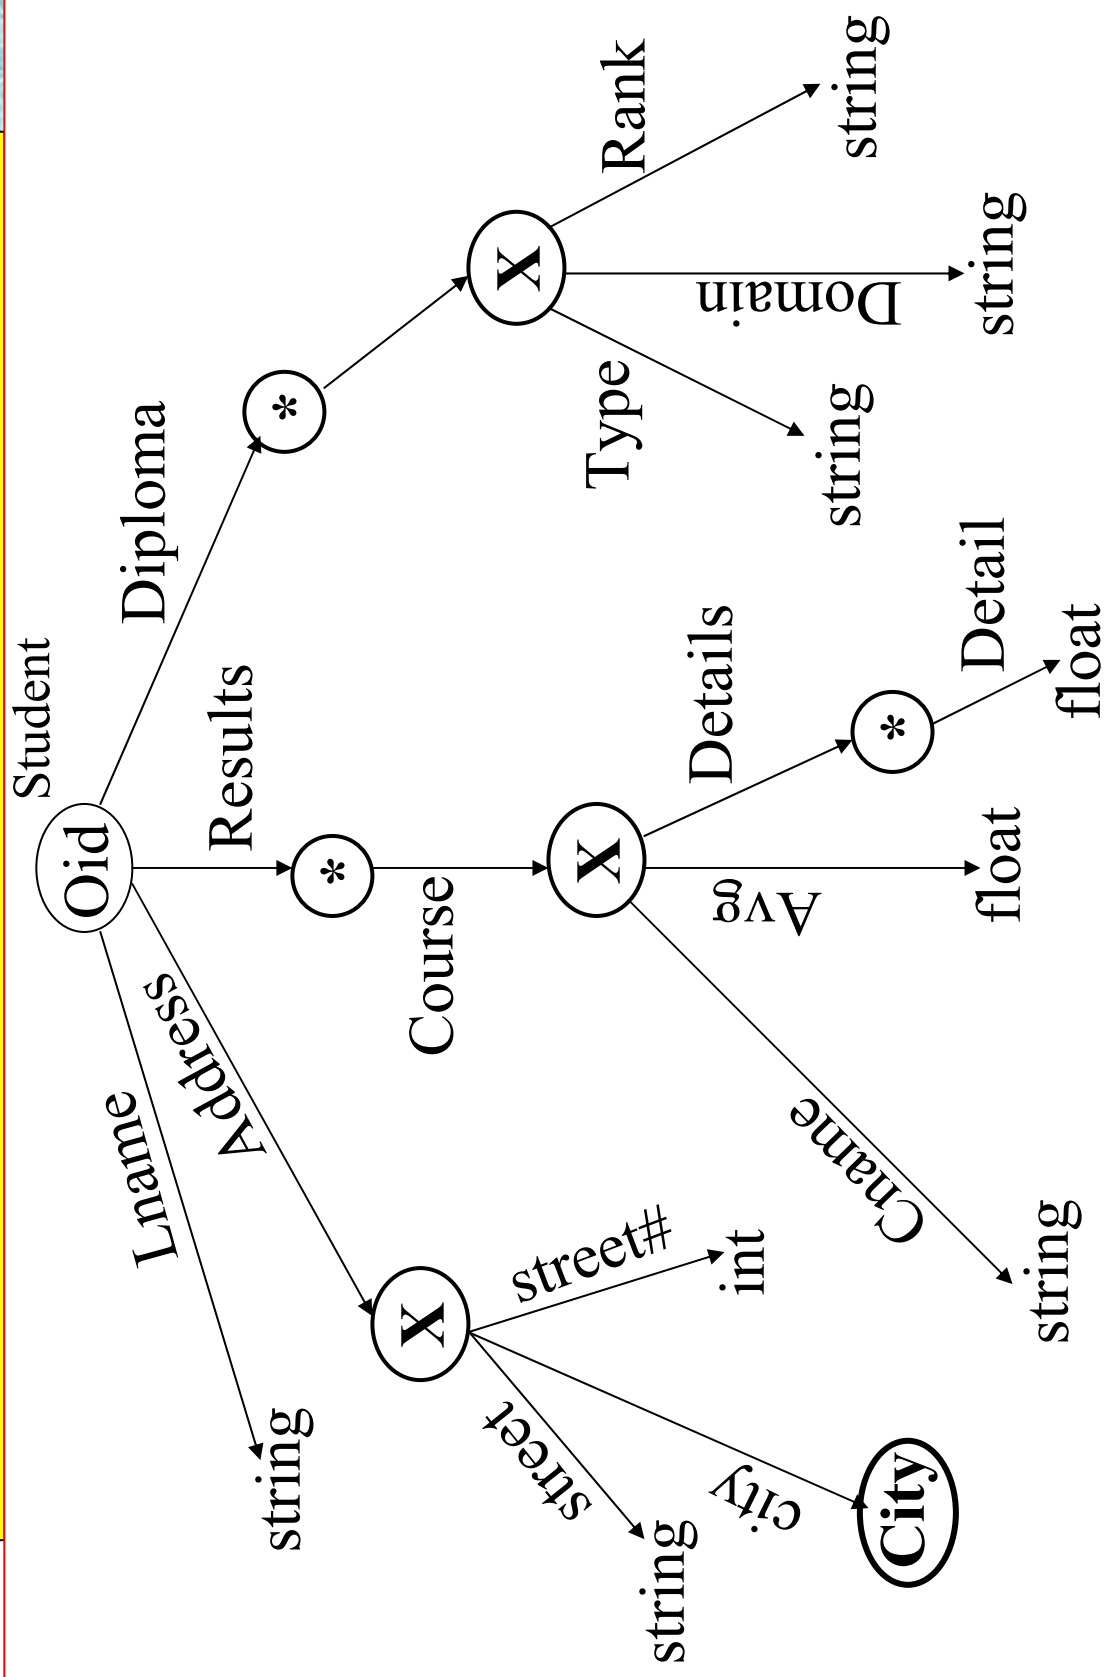 Student
Oid
Lname
Address
Results
Diploma
string
X
street
city
street#
string
City
int
*
Course
X
Cname
Avg
Details
string
float
*
Detail
float
*
X
Type
Domain
Rank
string
string
string